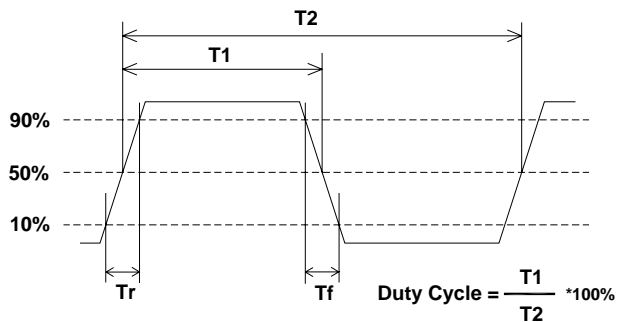 T2
T1
90%
50%
10%
Tr
Tf
Duty Cycle = T1 / T2 *100%